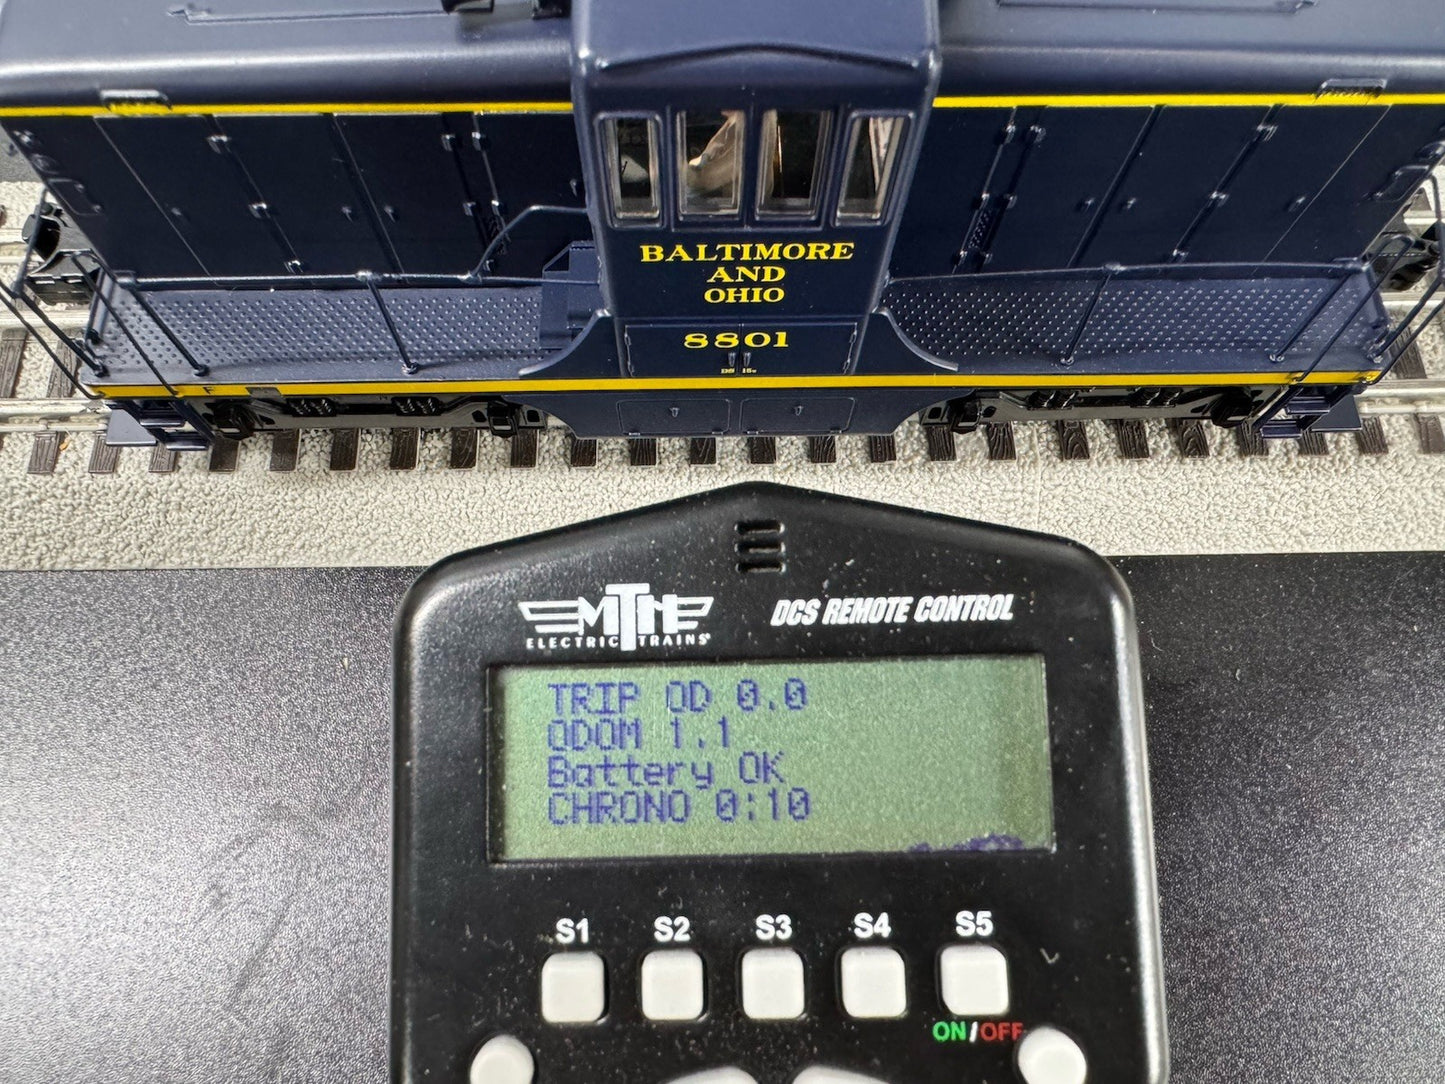 BALTIMORE
AND
OHIO
8801
F
MTH
ELECTRIC TRAINS
DCS REMOTE CONTROL
TRIP OD 0.0
ODOM 1.1
Battery OK
CHRONO 0:10
S1 S2 S3 S4 S5
ON/OFF